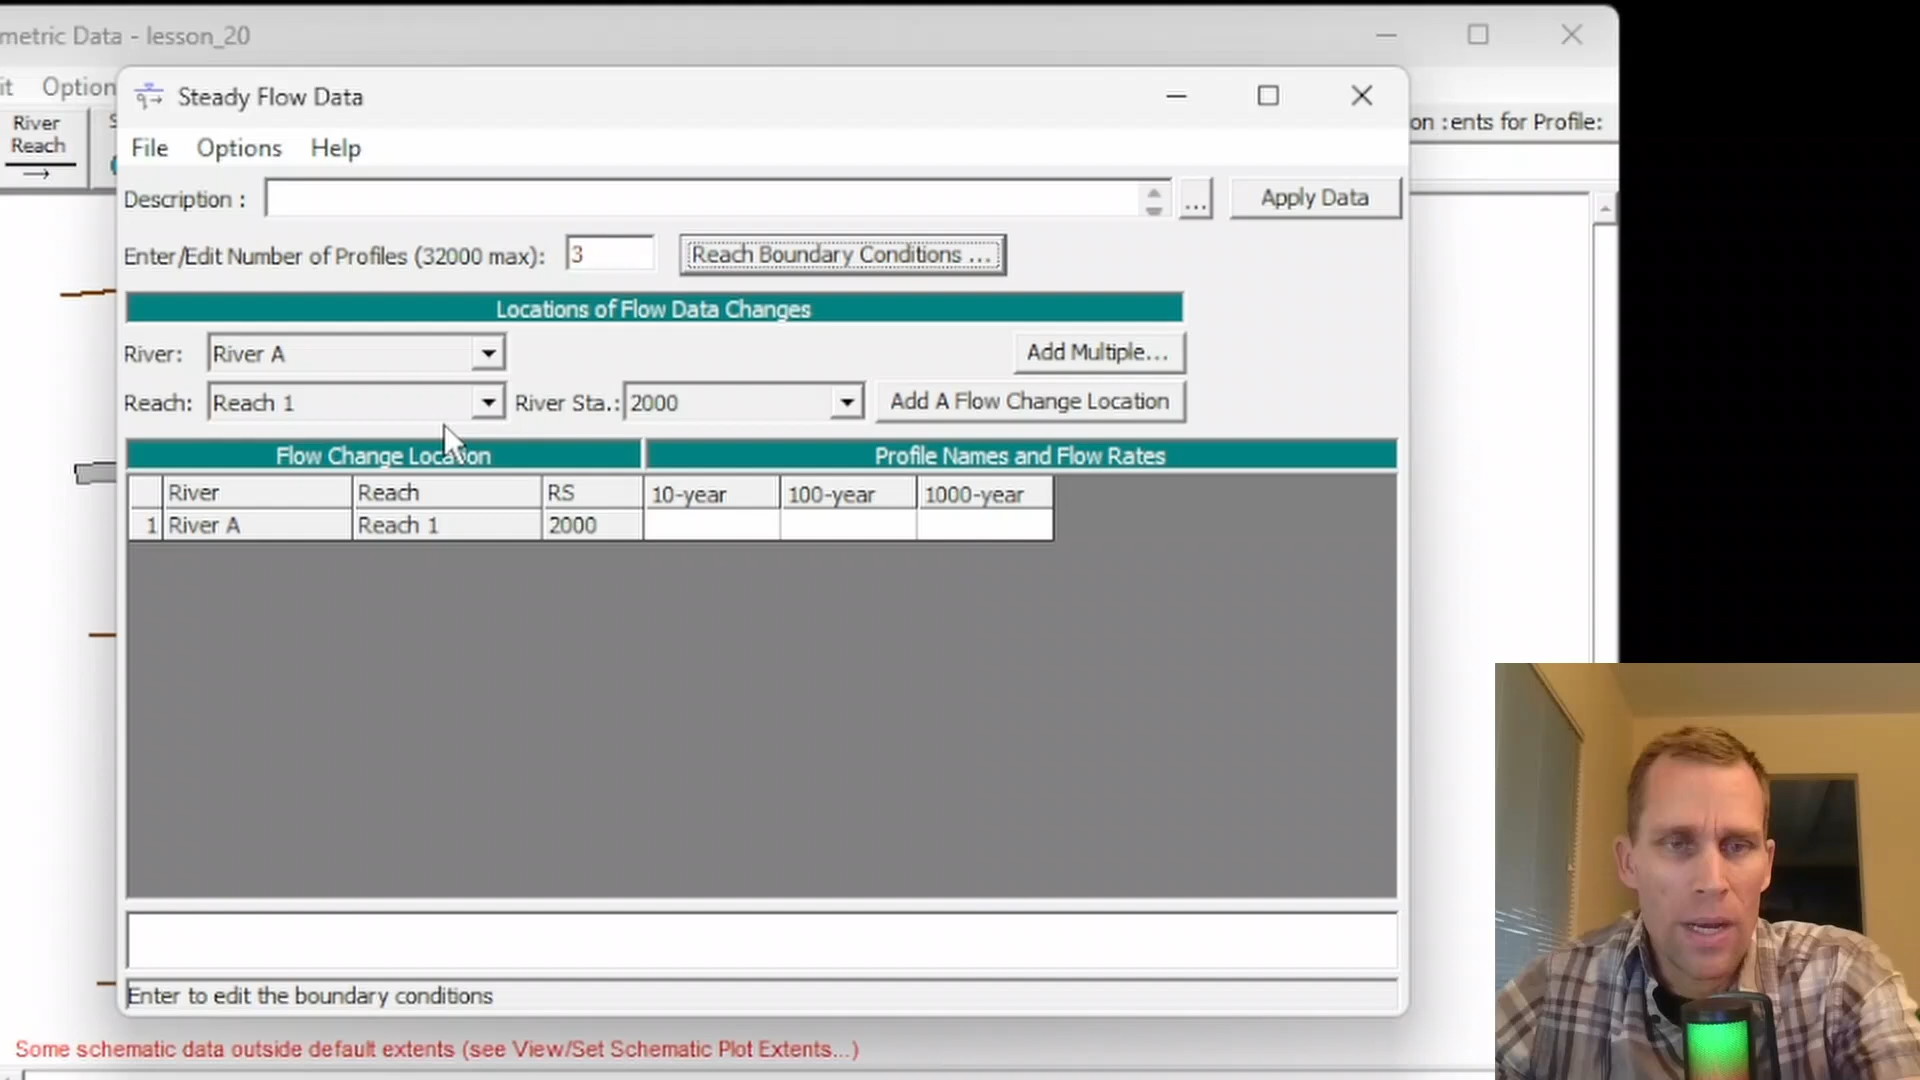 metric Data - lesson_20
it Option
River
Reach
on :ents for Profile:
Steady Flow Data
File Options Help
Description :
...
Apply Data
Enter/Edit Number of Profiles (32000 max): 3
Reach Boundary Conditions ...
Locations of Flow Data Changes
River: River A
Add Multiple...
Reach: Reach 1 River Sta.: 2000
Add A Flow Change Location
Flow Change Location Profile Names and Flow Rates
River Reach RS 10-year 100-year 1000-year
1 River A Reach 1 2000
Enter to edit the boundary conditions
Some schematic data outside default extents (see View/Set Schematic Plot Extents...)